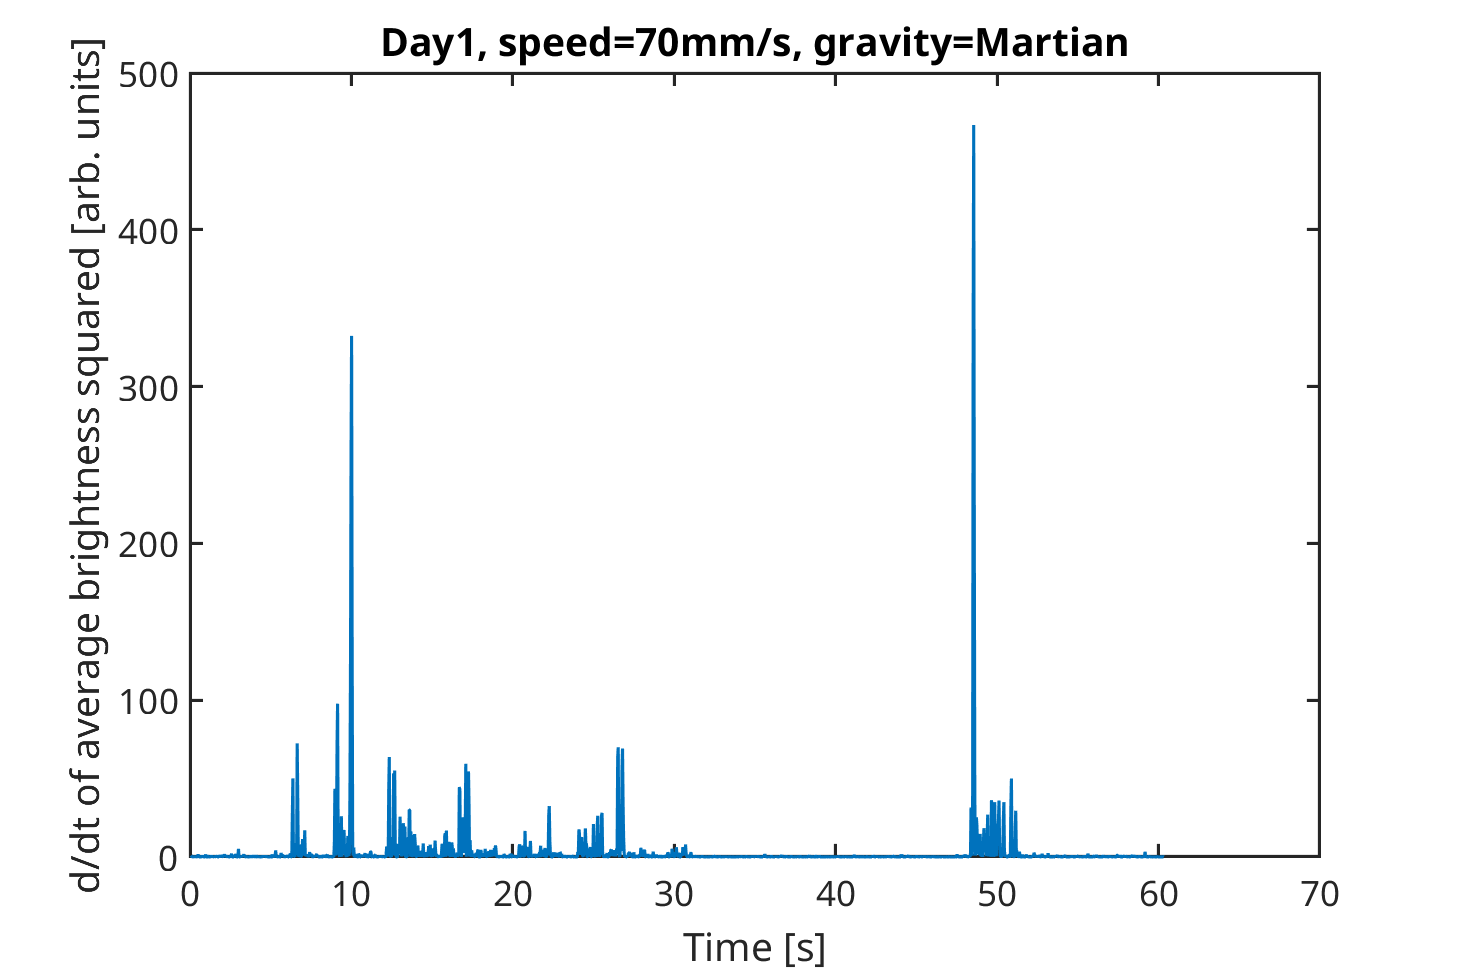 Day1, speed=70mm/s, gravity=Martian
d/dt of average brightness squared [arb. units]
500
400
300
200
100
0
0 10 20 30 40 50 60 70
Time [s]